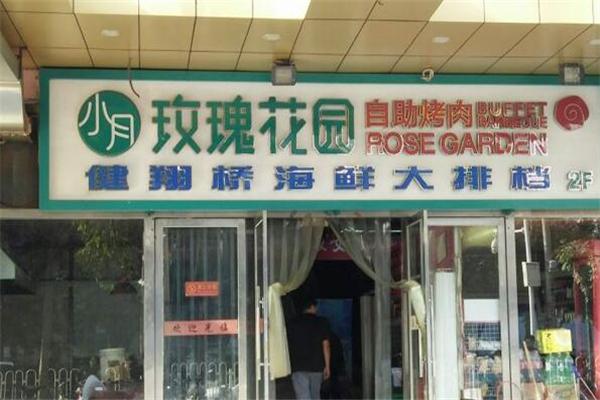 小月
玫瑰花园
自助烤肉
BUFFET
BARBECUE
ROSE GARDEN
健翔桥海鲜大排档 2F
欢迎光临